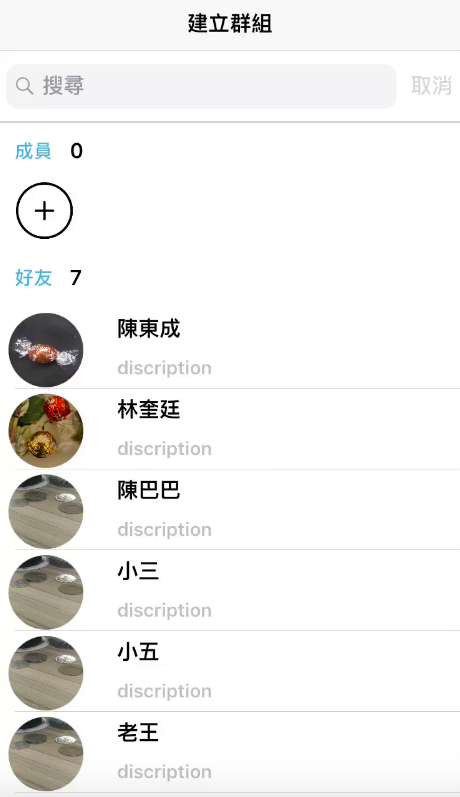 建立群組
搜尋 取消
成員 0
好友 7
陳東成
discription
林奎廷
discription
陳巴巴
discription
小三
discription
小五
discription
老王
discription